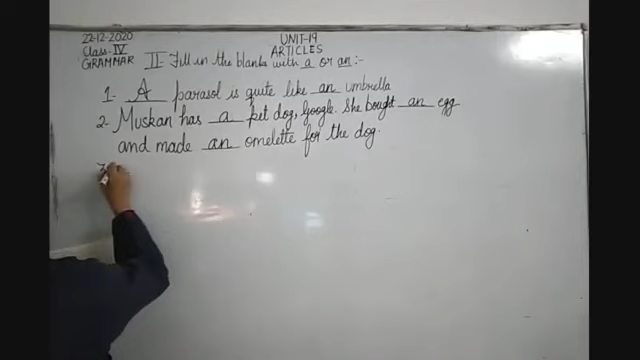 22-12-2020
UNIT-19
Class-IV
ARTICLES
GRAMMAR
II- Fill in the blanks with a or an:-
1- A parasol is quite like an umbrella
2- Muskan has a pet dog, Google. She bought an egg
and made an omelette for the dog.
3